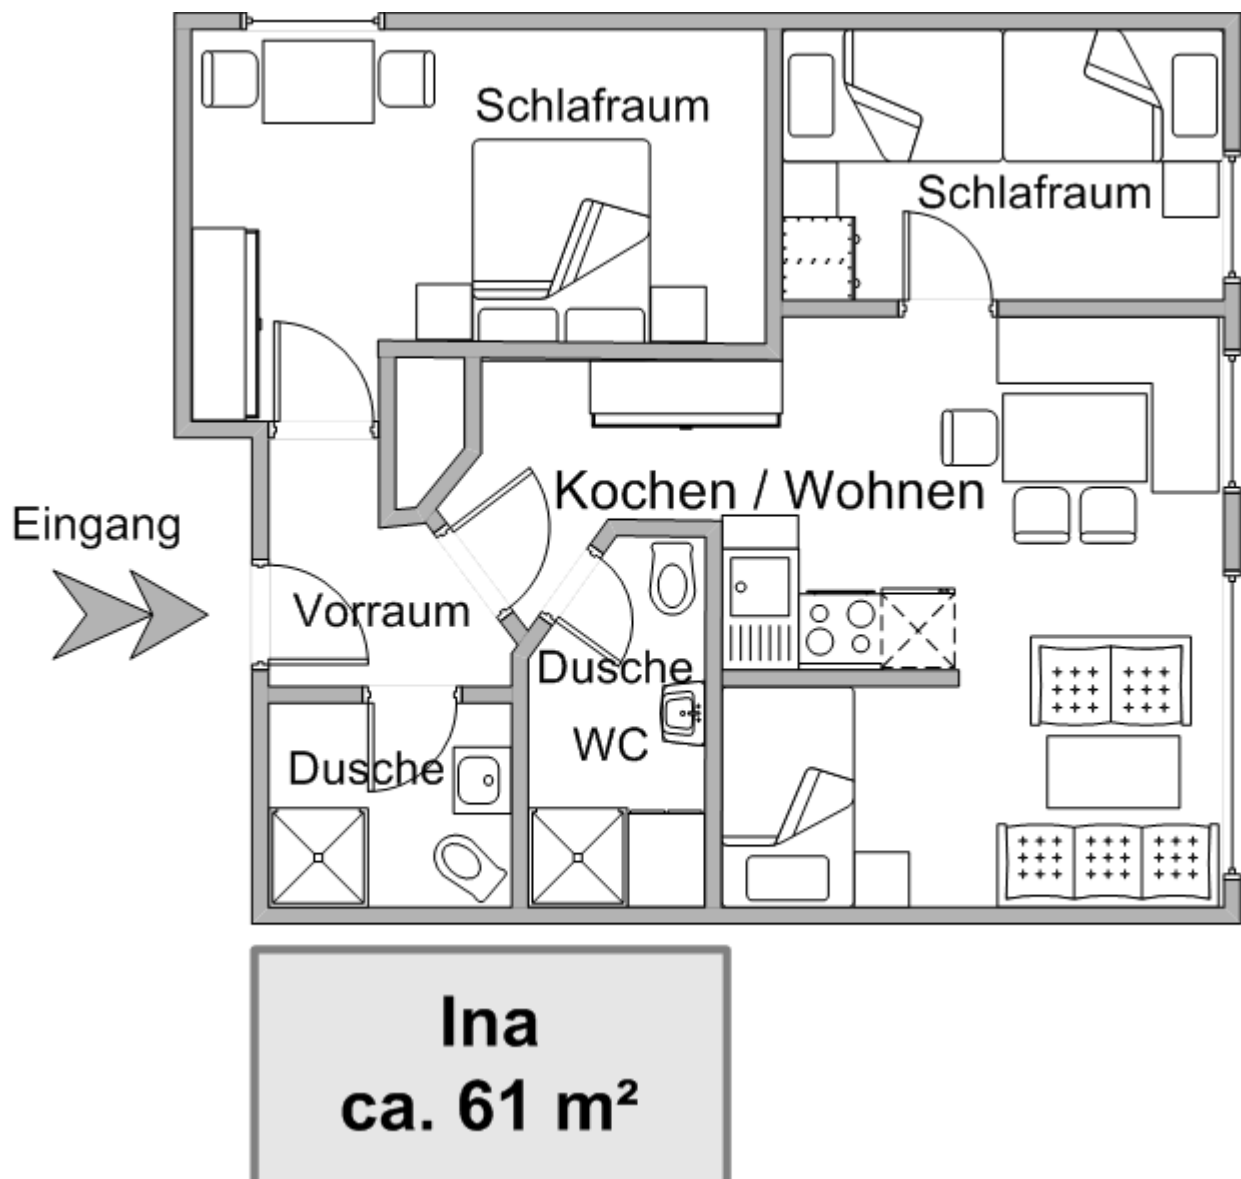 Schlafraum
Schlafraum
Kochen / Wohnen
Eingang
Vorraum
Dusche
WC
Dusche
Ina
ca. 61 m²